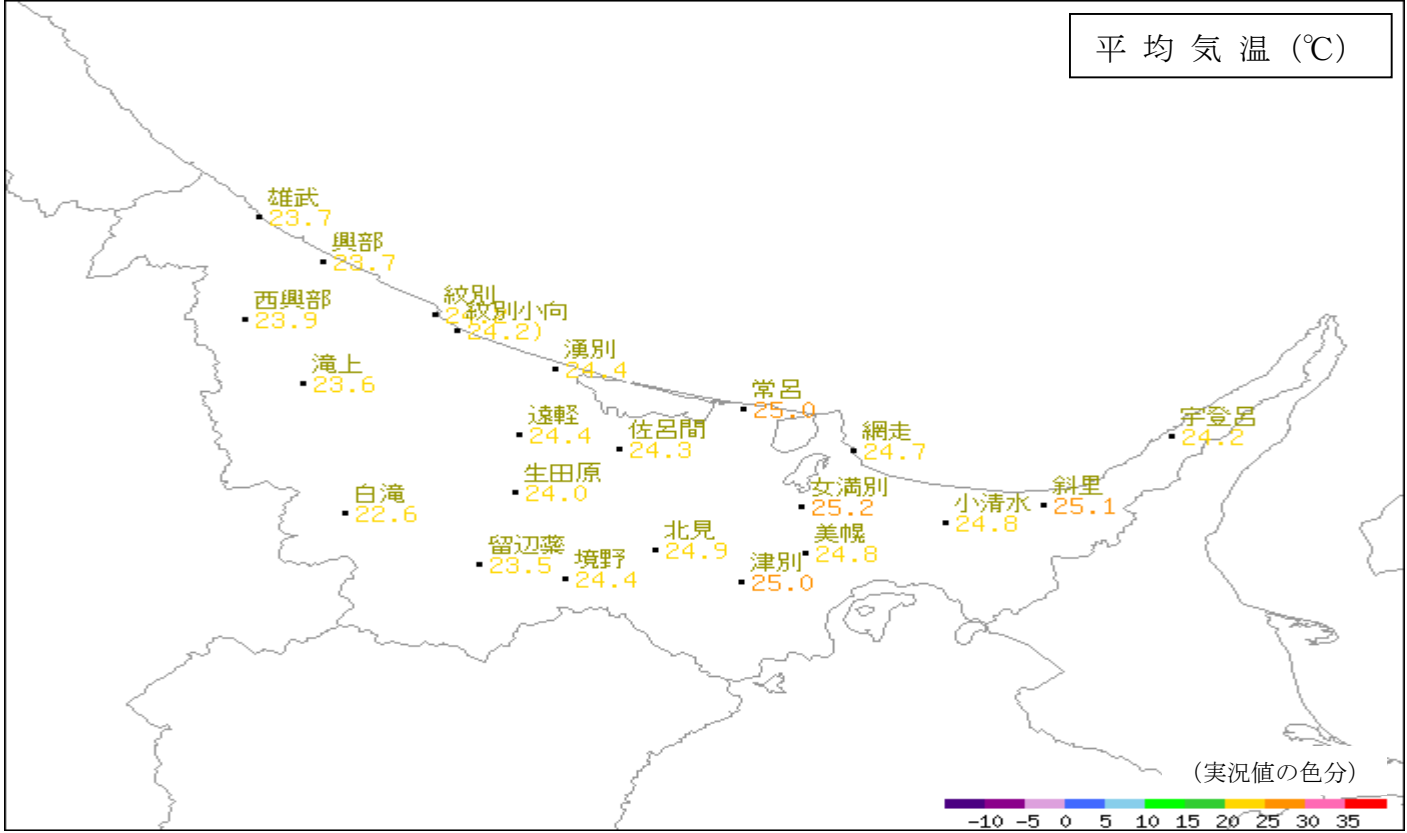 平 均 気 温 (℃)
雄武
23.7
興部
23.7
西興部
23.9
紋別
紋別小向
24.2)
滝上
23.6
湧別
24.4
常呂
25.0
遠軽
24.4
佐呂間
24.3
網走
24.7
宇登呂
24.2
生田原
24.0
白滝
22.6
女満別
25.2
小清水
24.8
斜里
25.1
留辺蘂
23.5
境野
24.4
北見
24.9
美幌
24.8
津別
25.0
(実況値の色分)
-10 -5 0 5 10 15 20 25 30 35